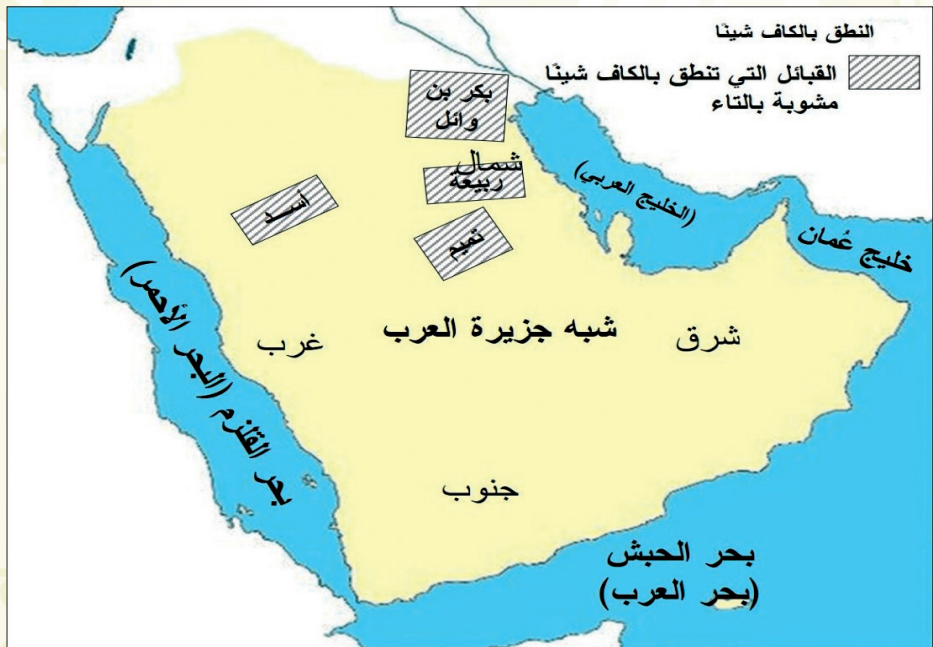 النطق بالكاف شينًا
القبائل التي تنطق بالكاف شينًا
مشوبة بالتاء
بكر بن
وائل
شمال
ربيعة
أسـد
تميم
(الخليج العربي)
خليج عُمان
شبه جزيرة العرب
شرق
غرب
بحر القلزم (البحر الأحمر)
جنوب
بحر الحبش
(بحر العرب)